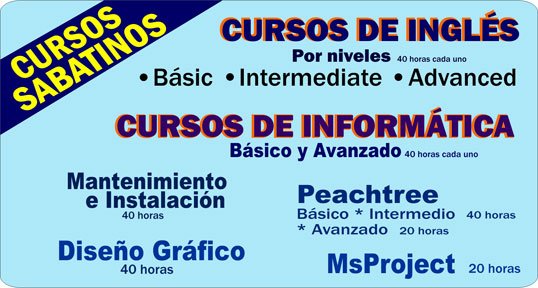 CURSOS
SABATINOS
CURSOS DE INGLÉS
Por niveles 40 horas cada uno
•Básic •Intermediate •Advanced
CURSOS DE INFORMÁTICA
Básico y Avanzado 40 horas cada uno
Mantenimiento
e Instalación
40 horas
Diseño Gráfico
40 horas
Peachtree
Básico * Intermedio 40 horas
* Avanzado 20 horas
MsProject 20 horas